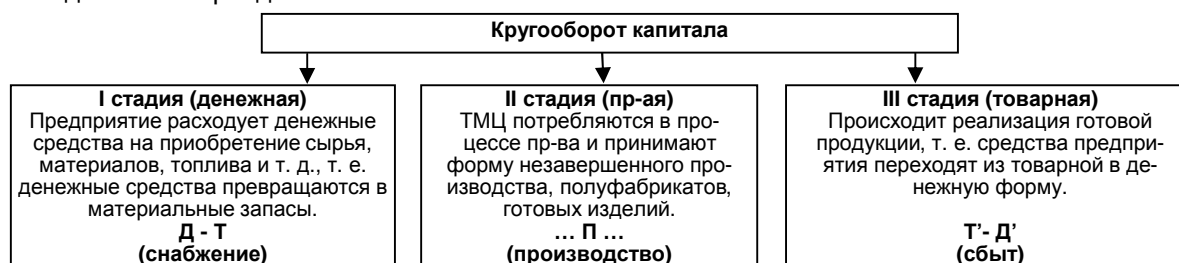 Кругооборот капитала
I стадия (денежная)
Предприятие расходует денежные
средства на приобретение сырья,
материалов, топлива и т. д., т. е.
денежные средства превращаются в
материальные запасы.
Д - Т
(снабжение)
II стадия (пр-ая)
ТМЦ потребляются в про-
цессе пр-ва и принимают
форму незавершенного про-
изводства, полуфабрикатов,
готовых изделий.
... П ...
(производство)
III стадия (товарная)
Происходит реализация готовой
продукции, т. е. средства предпри-
ятия переходят из товарной в де-
нежную форму.
Т’- Д’
(сбыт)